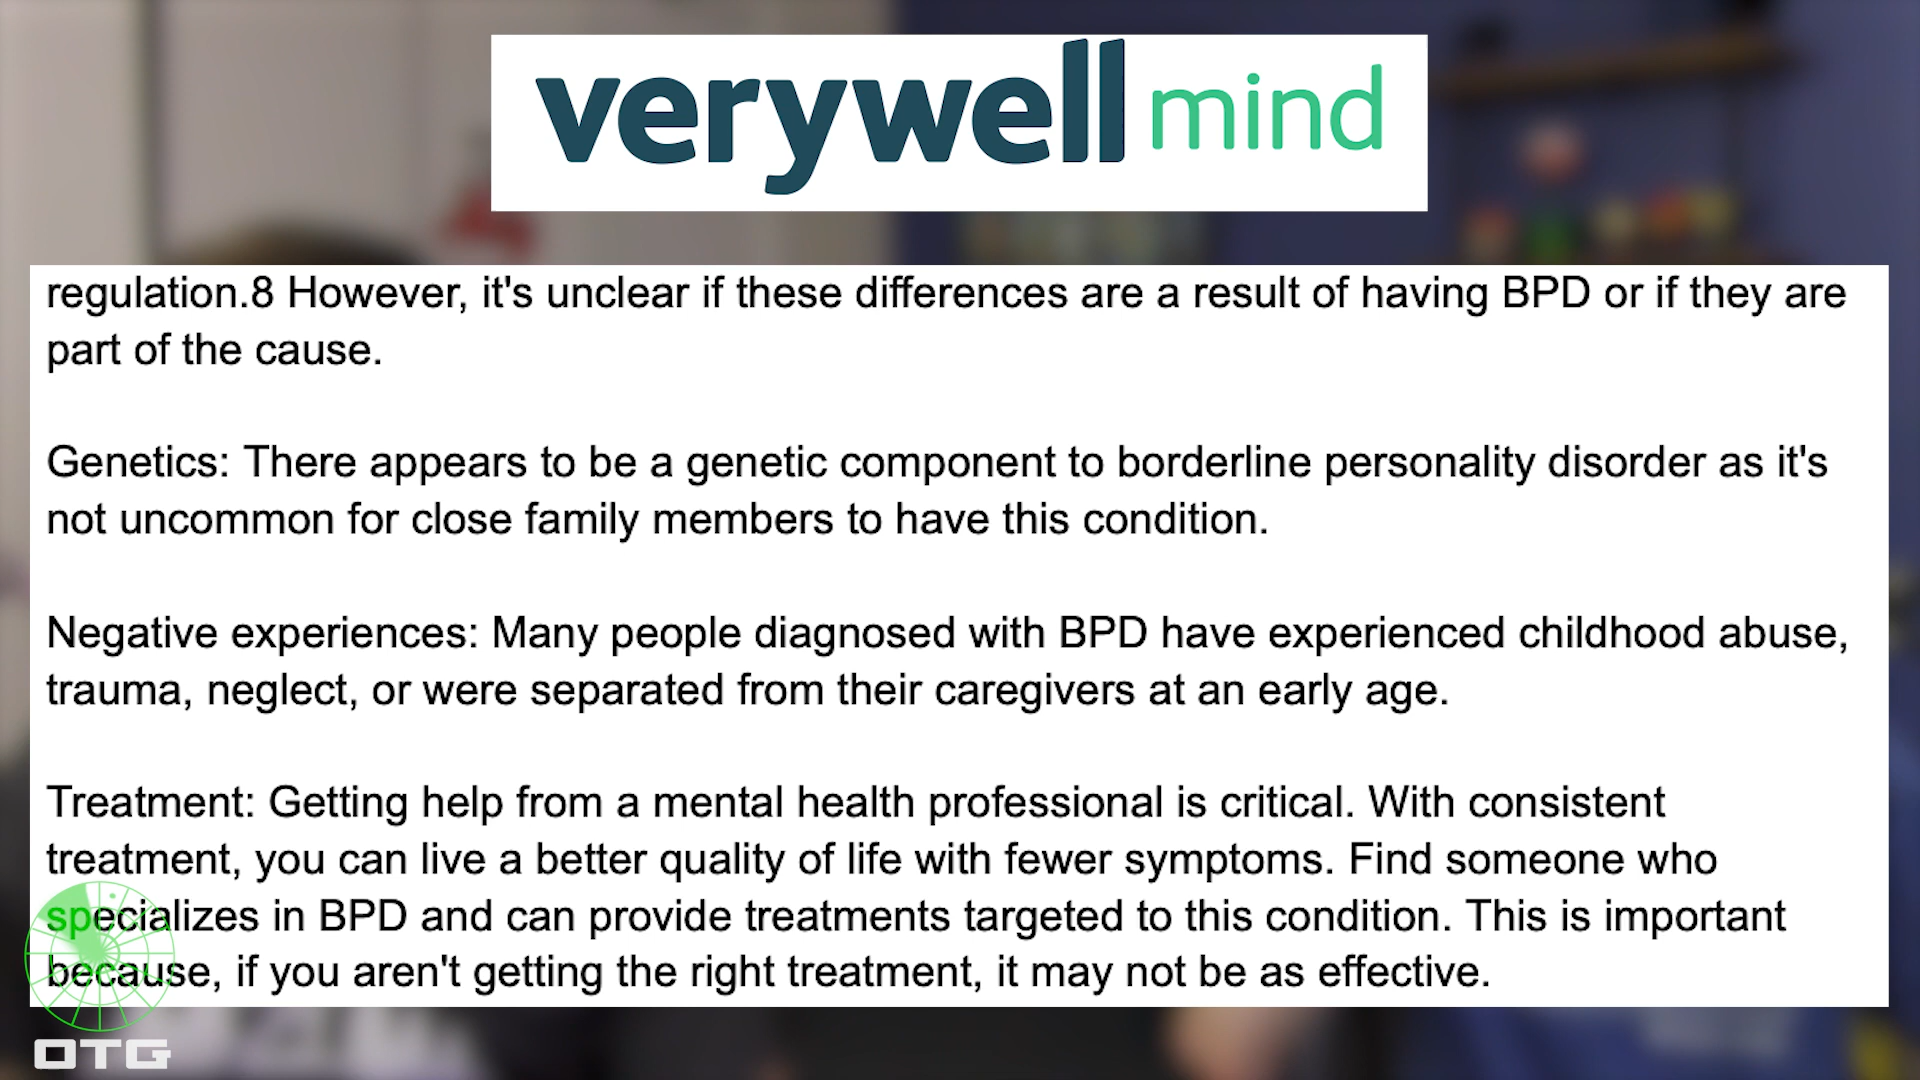 verywell mind
regulation.8 However, it's unclear if these differences are a result of having BPD or if they are
part of the cause.
Genetics: There appears to be a genetic component to borderline personality disorder as it's
not uncommon for close family members to have this condition.
Negative experiences: Many people diagnosed with BPD have experienced childhood abuse,
trauma, neglect, or were separated from their caregivers at an early age.
Treatment: Getting help from a mental health professional is critical. With consistent
treatment, you can live a better quality of life with fewer symptoms. Find someone who
specializes in BPD and can provide treatments targeted to this condition. This is important
because, if you aren't getting the right treatment, it may not be as effective.
OTG